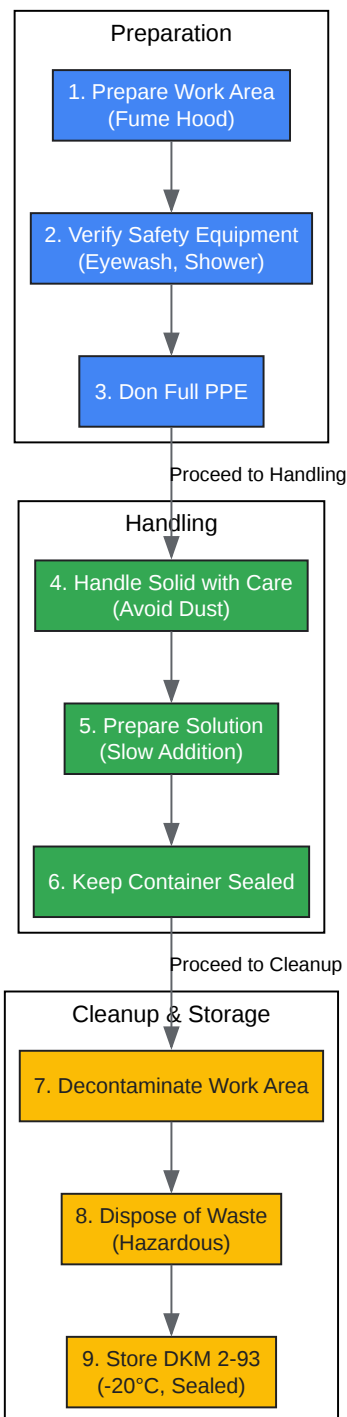 Preparation
1. Prepare Work Area
(Fume Hood)
2. Verify Safety Equipment
(Eyewash, Shower)
3. Don Full PPE
Proceed to Handling
Handling
4. Handle Solid with Care
(Avoid Dust)
5. Prepare Solution
(Slow Addition)
6. Keep Container Sealed
Proceed to Cleanup
Cleanup & Storage
7. Decontaminate Work Area
8. Dispose of Waste
(Hazardous)
9. Store DKM 2-93
(-20°C, Sealed)